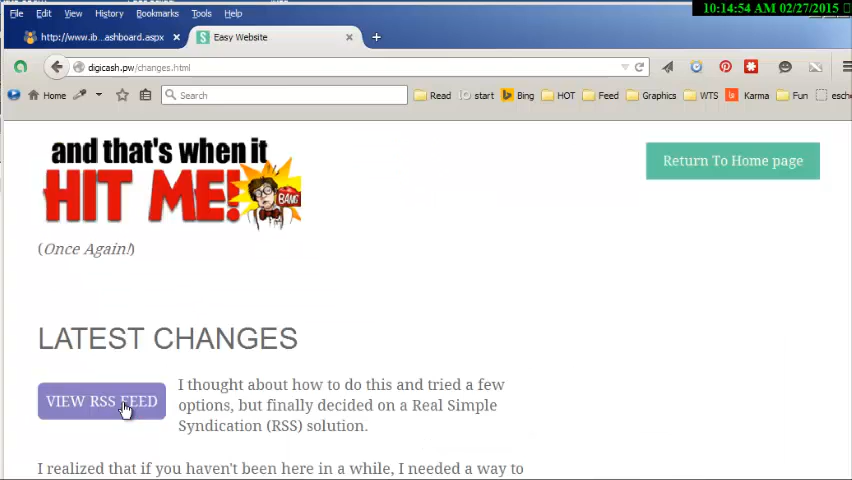 10:14:54 AM 02/27/2015
File Edit View History Bookmarks Tools Help
http://www.ib...ashboard.aspx × Easy Website × +
digicash.pw/changes.html
Home Search Read start Bing HOT Feed Graphics WTS Karma Fun esche
and that's when it
HIT ME!
BANG
Return To Home page
(Once Again!)
LATEST CHANGES
VIEW RSS FEED
I thought about how to do this and tried a few
options, but finally decided on a Real Simple
Syndication (RSS) solution.
I realized that if you haven't been here in a while, I needed a way to